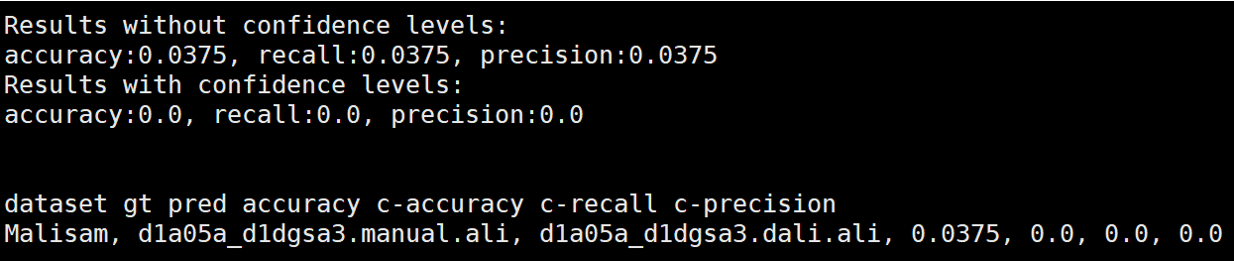 Results without confidence levels:
accuracy:0.0375, recall:0.0375, precision:0.0375
Results with confidence levels:
accuracy:0.0, recall:0.0, precision:0.0
dataset gt pred accuracy c-accuracy c-recall c-precision
Malisam, d1a05a_d1dgsa3.manual.ali, d1a05a_d1dgsa3.dali.ali, 0.0375, 0.0, 0.0, 0.0